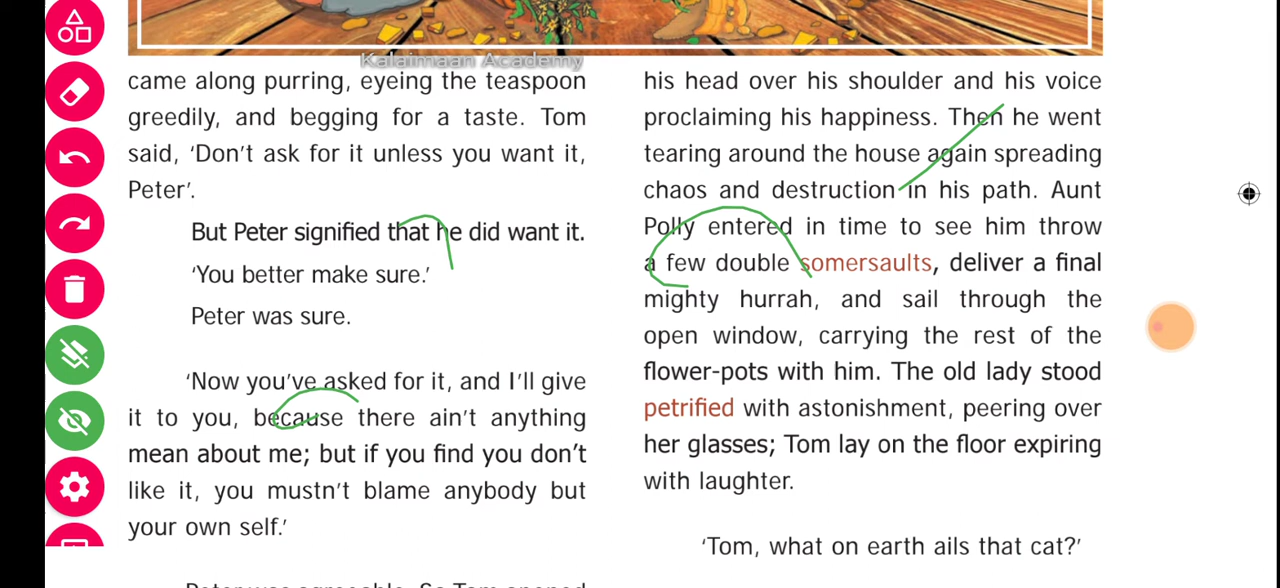 Kalaimaan Academy
came along purring, eyeing the teaspoon
greedily, and begging for a taste. Tom
said, ‘Don’t ask for it unless you want it,
Peter’.
But Peter signified that he did want it.
‘You better make sure.’
Peter was sure.
‘Now you’ve asked for it, and I’ll give
it to you, because there ain’t anything
mean about me; but if you find you don’t
like it, you mustn’t blame anybody but
your own self.’
Peter was agreeable. So Tom opened
his head over his shoulder and his voice
proclaiming his happiness. Then he went
tearing around the house again spreading
chaos and destruction in his path. Aunt
Polly entered in time to see him throw
a few double somersaults, deliver a final
mighty hurrah, and sail through the
open window, carrying the rest of the
flower-pots with him. The old lady stood
petrified with astonishment, peering over
her glasses; Tom lay on the floor expiring
with laughter.
‘Tom, what on earth ails that cat?’